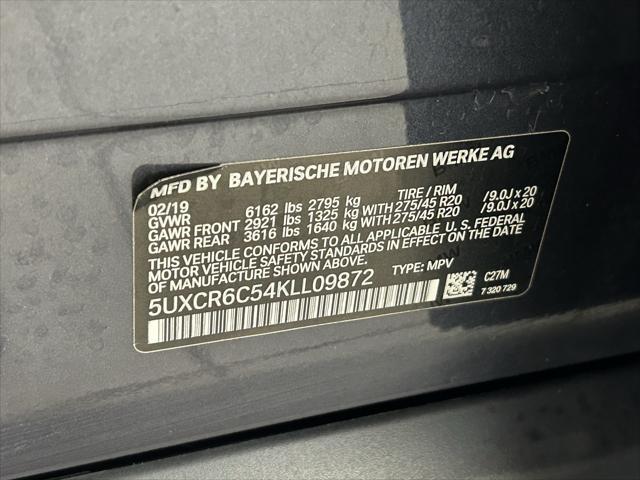 MFD BY BAYERISCHE MOTOREN WERKE AG
02/19 TIRE / RIM
GVWR 6162 lbs 2795 kg
GAWR FRONT 2921 lbs 1325 kg WITH 275/45 R20 /9.0J x 20
GAWR REAR 3616 lbs 1640 kg WITH 275/45 R20 /9.0J x 20
THIS VEHICLE CONFORMS TO ALL APPLICABLE U.S. FEDERAL
MOTOR VEHICLE SAFETY STANDARDS IN EFFECT ON THE
DATE OF MANUFACTURE SHOWN ABOVE.
5UXCR6C54KLL09872 TYPE: MPV
C27M
7 320 729